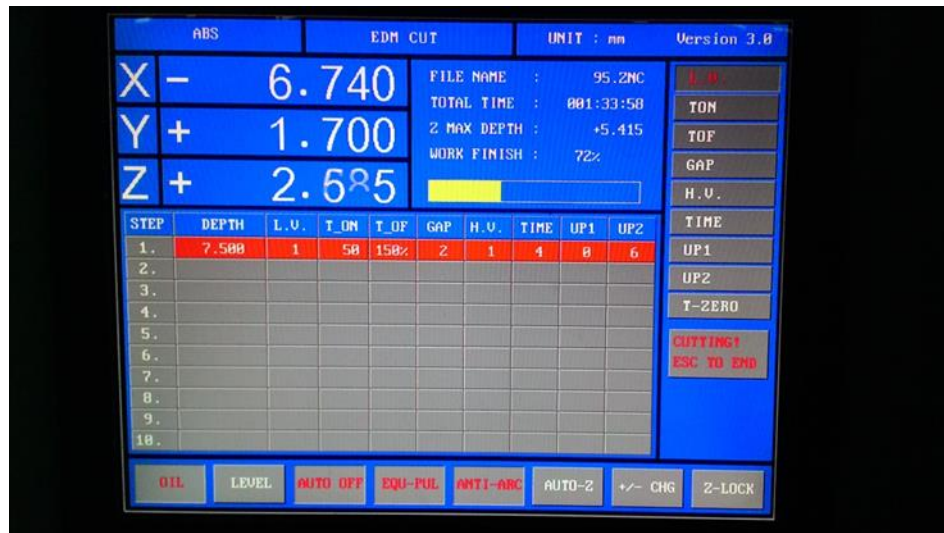 ABS EDM CUT UNIT : mm Version 3.0
X - 6.740
Y + 1.700
Z + 2.685
FILE NAME : 95.2NC
TOTAL TIME : 001:33:58
Z MAX DEPTH : +5.415
WORK FINISH : 72%
STEP DEPTH L.V. T_ON T_OF GAP H.V. TIME UP1 UP2
1. 7.500 1 50 150% 2 1 4 0 6
2.
3.
4.
5.
6.
7.
8.
9.
10.
L.V.
TON
TOF
GAP
H.V.
TIME
UP1
UP2
T-ZERO
CUTTING!
ESC TO END
OIL LEVEL AUTO OFF EQU-PUL ANTI-ARC AUTO-Z +/- CHG Z-LOCK